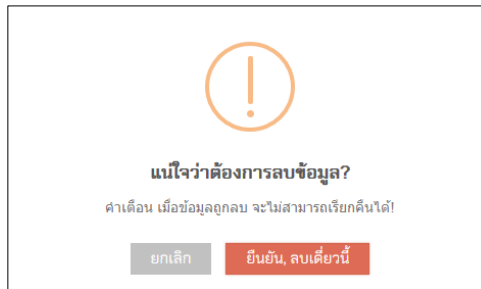 แน่ใจว่าต้องการลบข้อมูล?
คำเตือน เมื่อข้อมูลถูกลบ จะไม่สามารถเรียกคืนได้!
ยกเลิก
ยืนยัน, ลบเดี๋ยวนี้